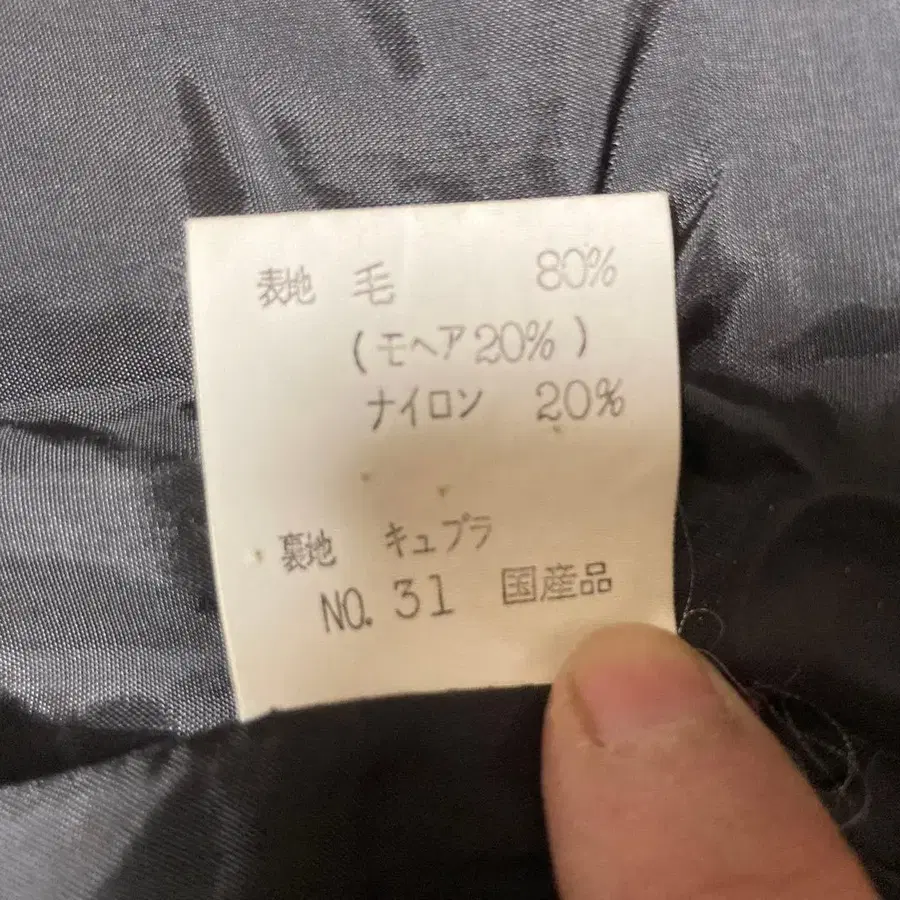 表地 毛 80%
(モヘア20%)
ナイロン 20%
裏地 キュプラ
NO. 31 国産品